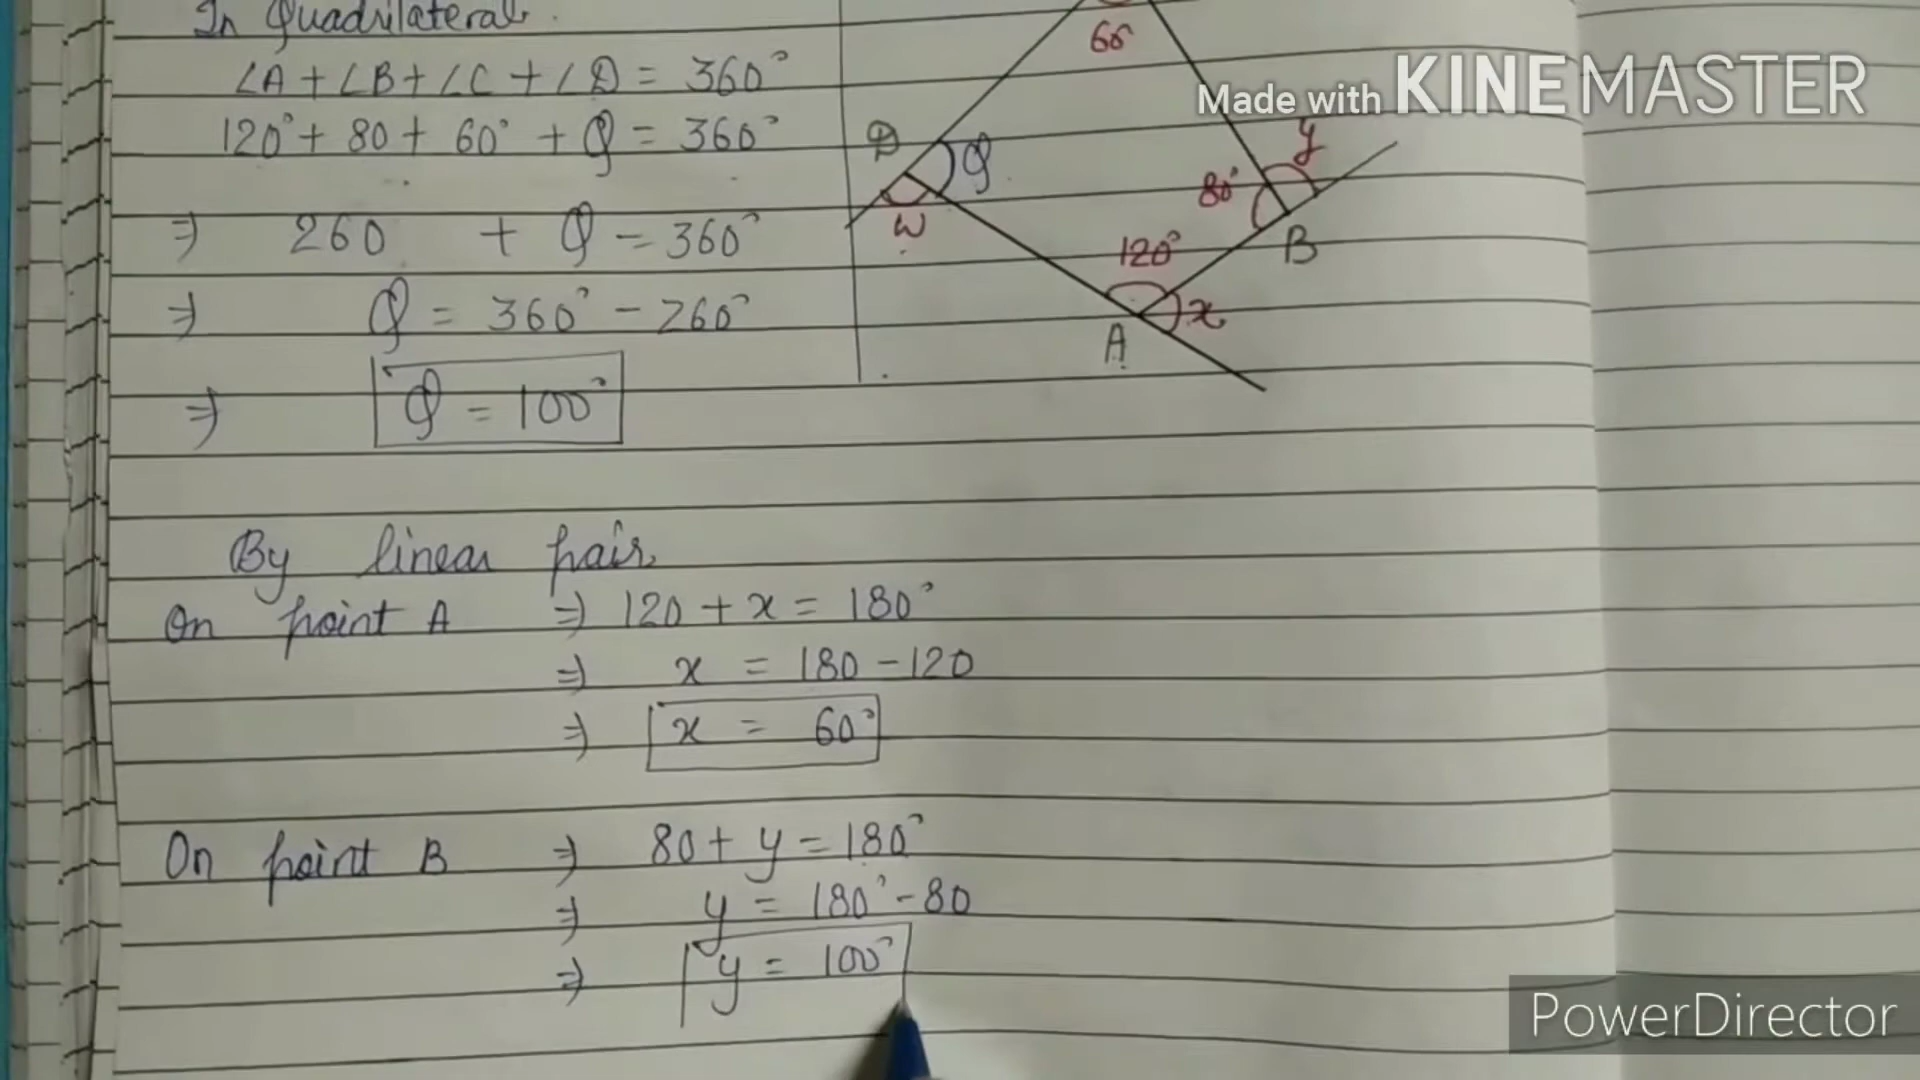 In Quadrilateral.
∠A + ∠B + ∠C + ∠D = 360°
120° + 80 + 60° + Q = 360°
⇒ 260 + Q = 360°
⇒ Q = 360° - 260°
⇒ Q = 100°
60°
D
Q
w
80°
y
B
120°
A
x
By linear pair
On point A ⇒ 120 + x = 180°
⇒ x = 180 - 120
⇒ x = 60°
On point B ⇒ 80 + y = 180°
⇒ y = 180° - 80
⇒ y = 100°
Made with KINEMASTER
PowerDirector